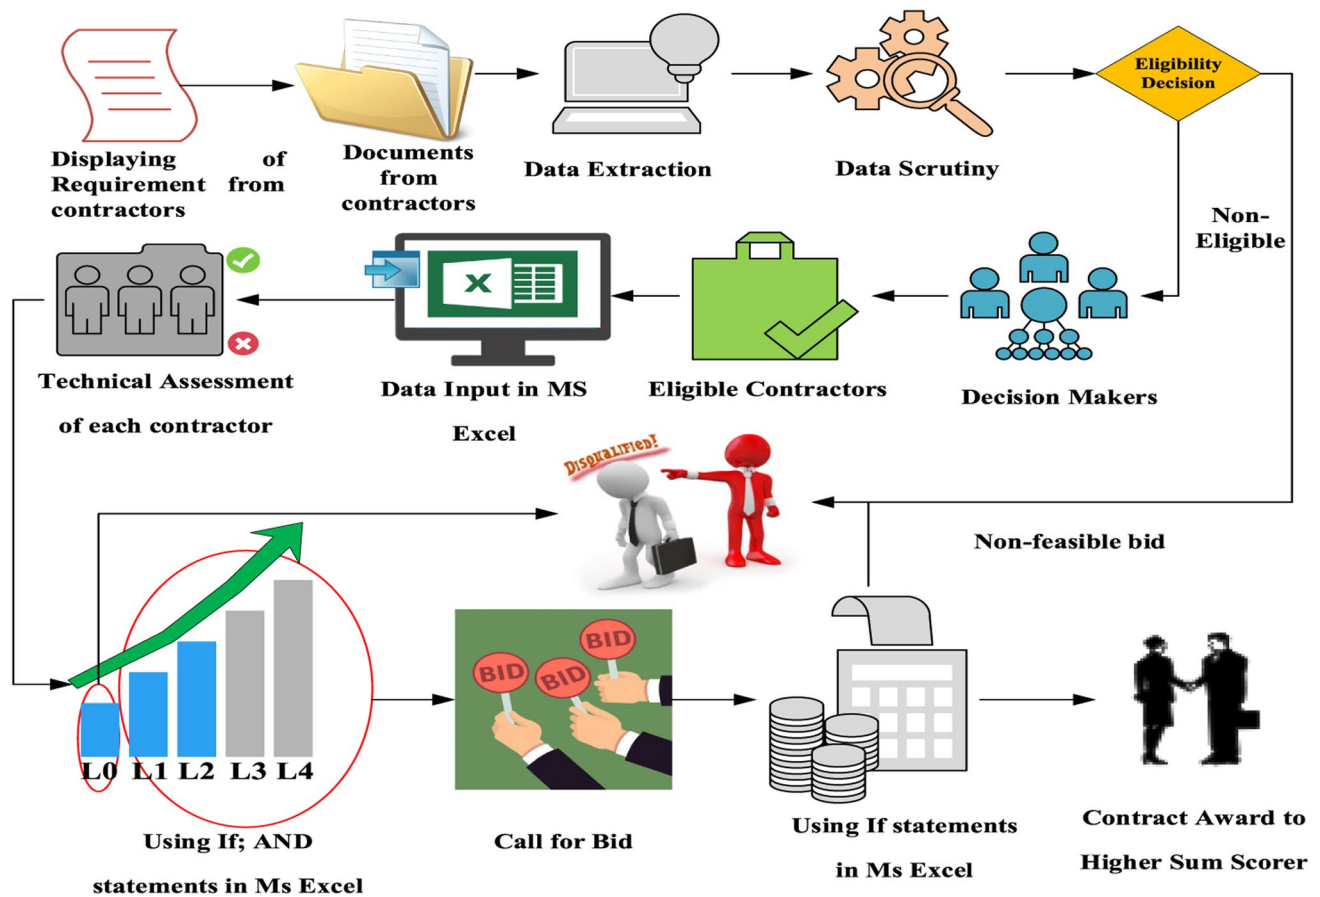 Displaying of
Requirement from
contractors
Documents
from
contractors
Data Extraction
Data Scrutiny
Eligibility
Decision
Non-
Eligible
Technical Assessment
of each contractor
X
Data Input in MS
Excel
Eligible Contractors
Decision Makers
DISQUALIFIED!
Non-feasible bid
L0 L1 L2 L3 L4
Using If; AND
statements in Ms Excel
BID
BID
BID
Call for Bid
Using If statements
in Ms Excel
Contract Award to
Higher Sum Scorer